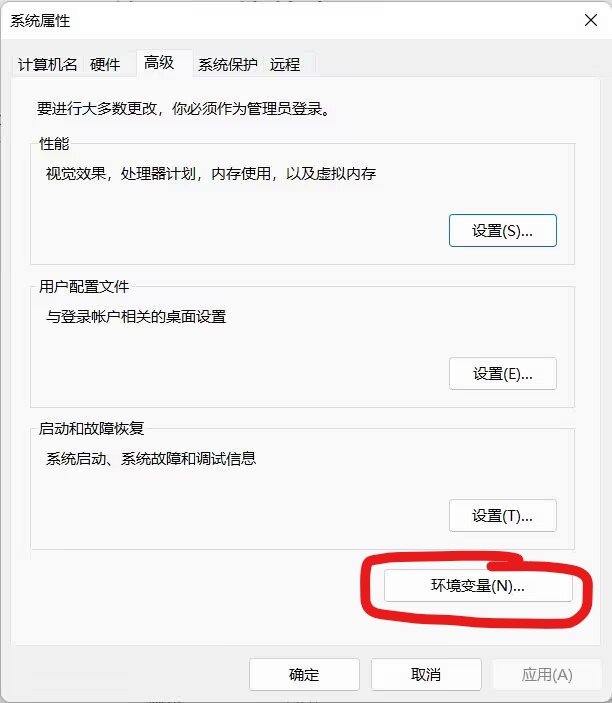 系统属性
计算机名 硬件 高级 系统保护 远程
要进行大多数更改，你必须作为管理员登录。
性能
视觉效果，处理器计划，内存使用，以及虚拟内存
设置(S)...
用户配置文件
与登录帐户相关的桌面设置
设置(E)...
启动和故障恢复
系统启动、系统故障和调试信息
设置(T)...
环境变量(N)...
确定 取消 应用(A)